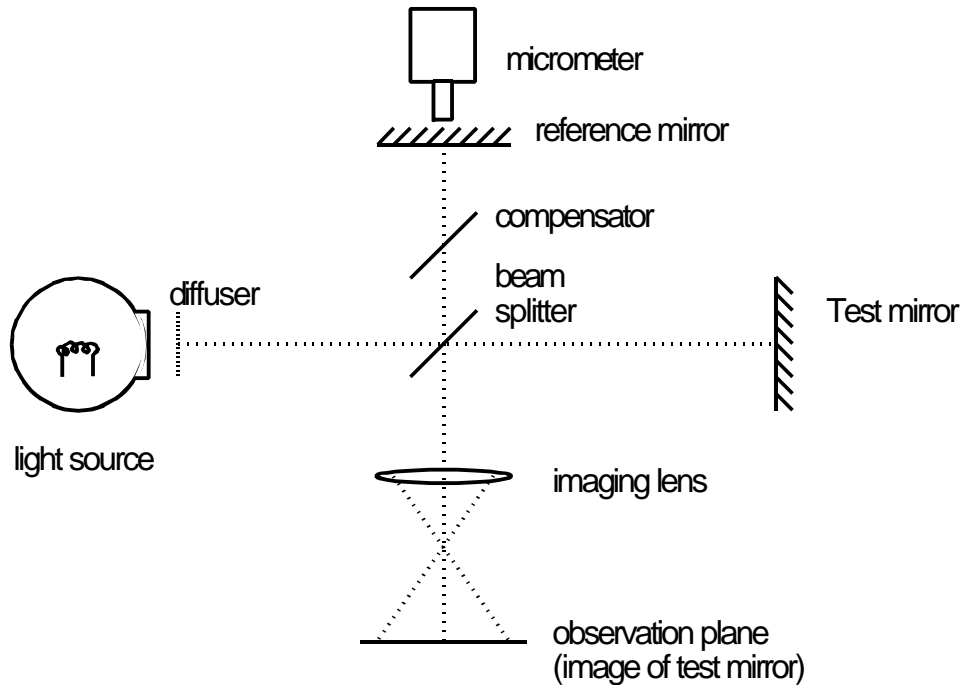 micrometer
reference mirror
compensator
beam
splitter
diffuser
Test mirror
light source
imaging lens
observation plane
(image of test mirror)